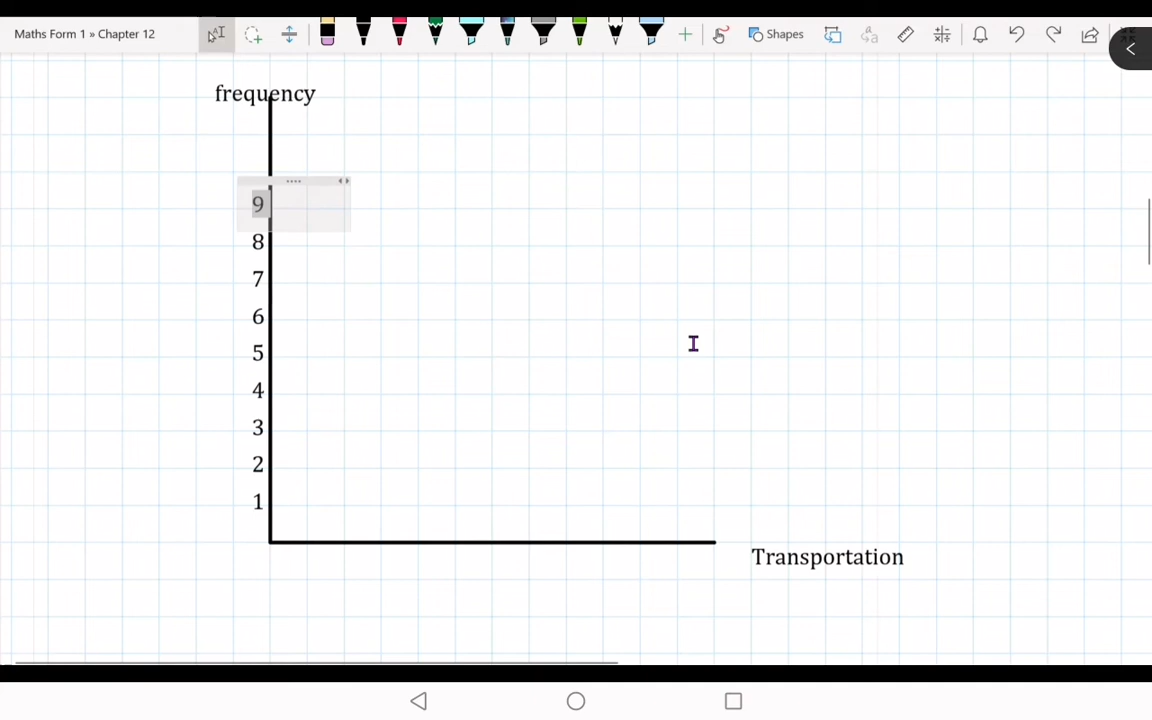 Maths Form 1 » Chapter 12
Shapes
frequency
9
8
7
6
5
4
3
2
1
Transportation